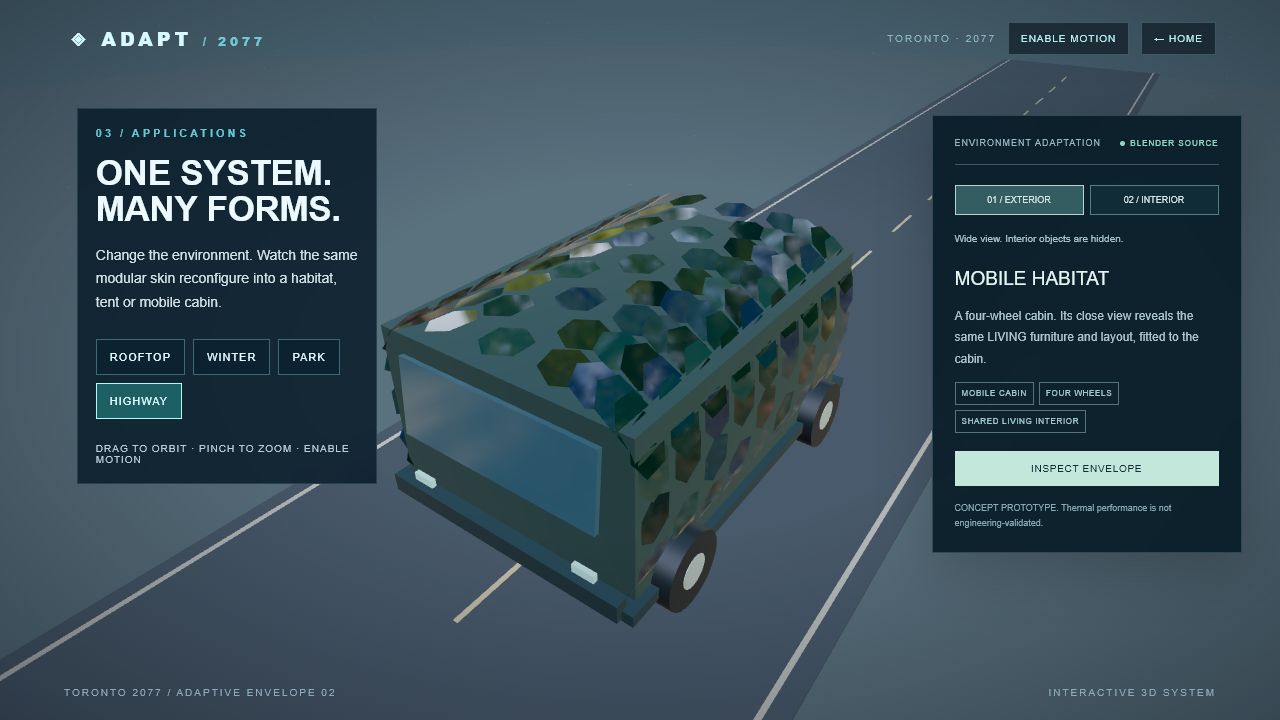 ◈ ADAPT / 2077
TORONTO · 2077
ENABLE MOTION
← HOME
03 / APPLICATIONS
ONE SYSTEM.
MANY FORMS.
Change the environment. Watch the same
modular skin reconfigure into a habitat,
tent or mobile cabin.
ROOFTOP
WINTER
PARK
HIGHWAY
DRAG TO ORBIT · PINCH TO ZOOM · ENABLE
MOTION
ENVIRONMENT ADAPTATION
● BLENDER SOURCE
01 / EXTERIOR
02 / INTERIOR
Wide view. Interior objects are hidden.
MOBILE HABITAT
A four-wheel cabin. Its close view reveals the
same LIVING furniture and layout, fitted to the
cabin.
MOBILE CABIN
FOUR WHEELS
SHARED LIVING INTERIOR
INSPECT ENVELOPE
CONCEPT PROTOTYPE. Thermal performance is not
engineering-validated.
TORONTO 2077 / ADAPTIVE ENVELOPE 02
INTERACTIVE 3D SYSTEM